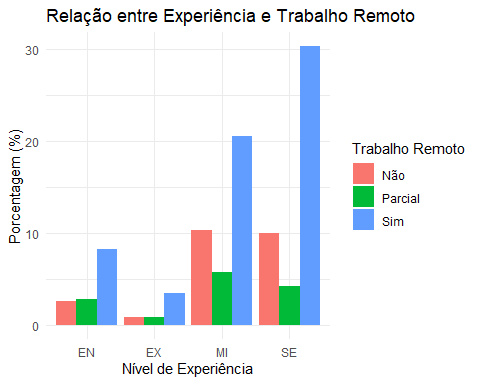 Relação entre Experiência e Trabalho Remoto
Porcentagem (%)
30
20
10
0
EN EX MI SE
Nível de Experiência
Trabalho Remoto
Não
Parcial
Sim